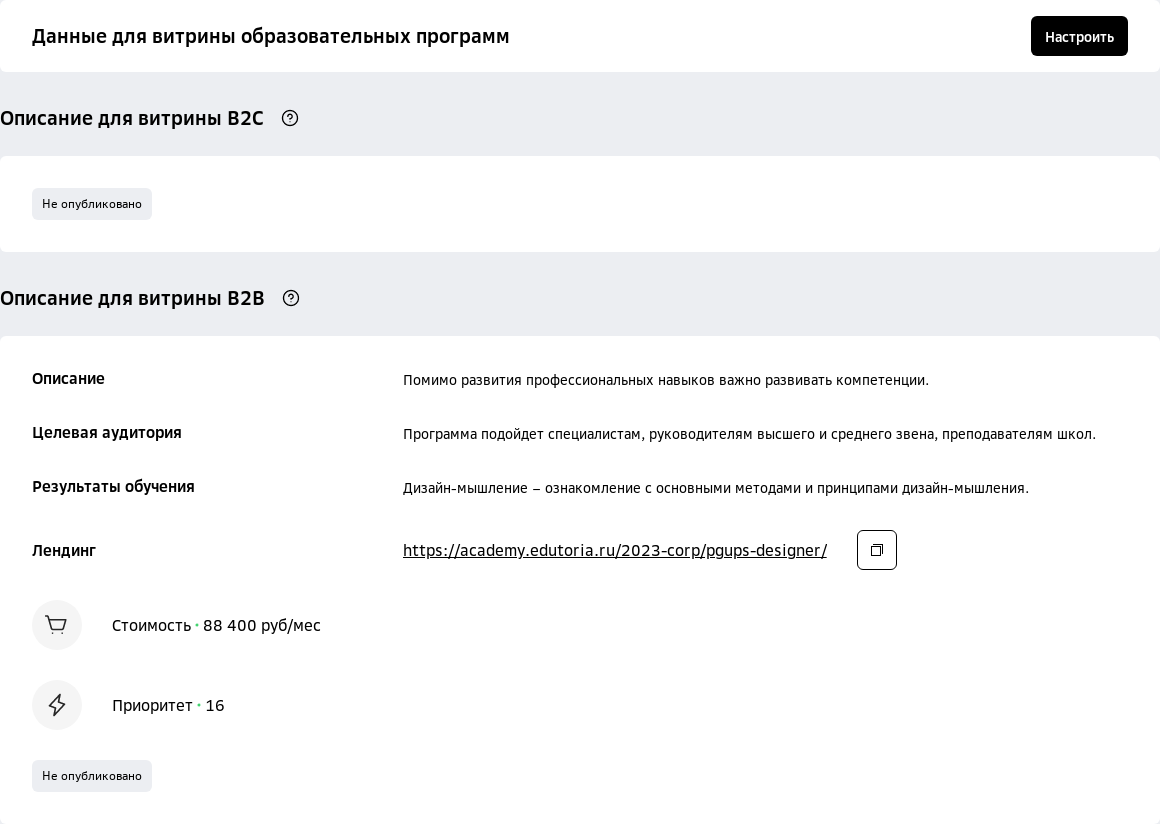 Данные для витрины образовательных программ
Настроить
Описание для витрины B2C
Не опубликовано
Описание для витрины B2B
Описание
Помимо развития профессиональных навыков важно развивать компетенции.
Целевая аудитория
Программа подойдет специалистам, руководителям высшего и среднего звена, преподавателям школ.
Результаты обучения
Дизайн-мышление – ознакомление с основными методами и принципами дизайн-мышления.
Лендинг
https://academy.edutoria.ru/2023-corp/pgups-designer/
Стоимость • 88 400 руб/мес
Приоритет • 16
Не опубликовано